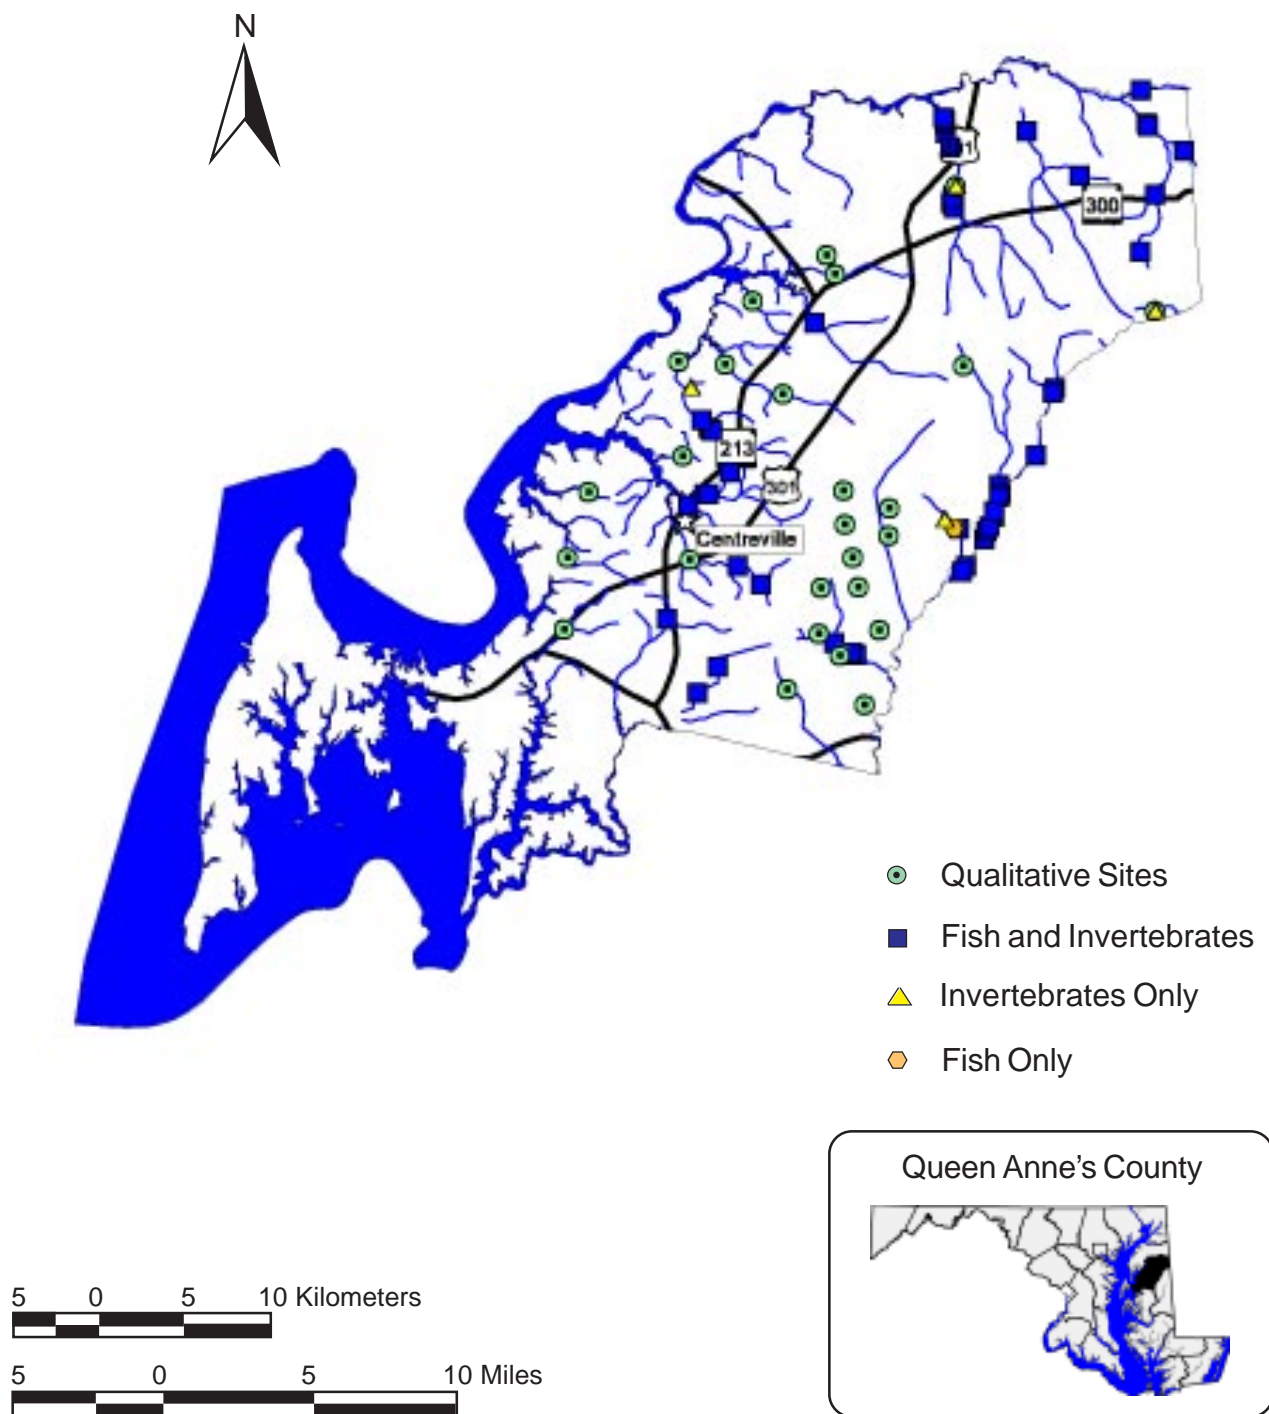 N
300
213
301
Centreville
Qualitative Sites
Fish and Invertebrates
Invertebrates Only
Fish Only
Queen Anne's County
5 0 5 10 Kilometers
5 0 5 10 Miles